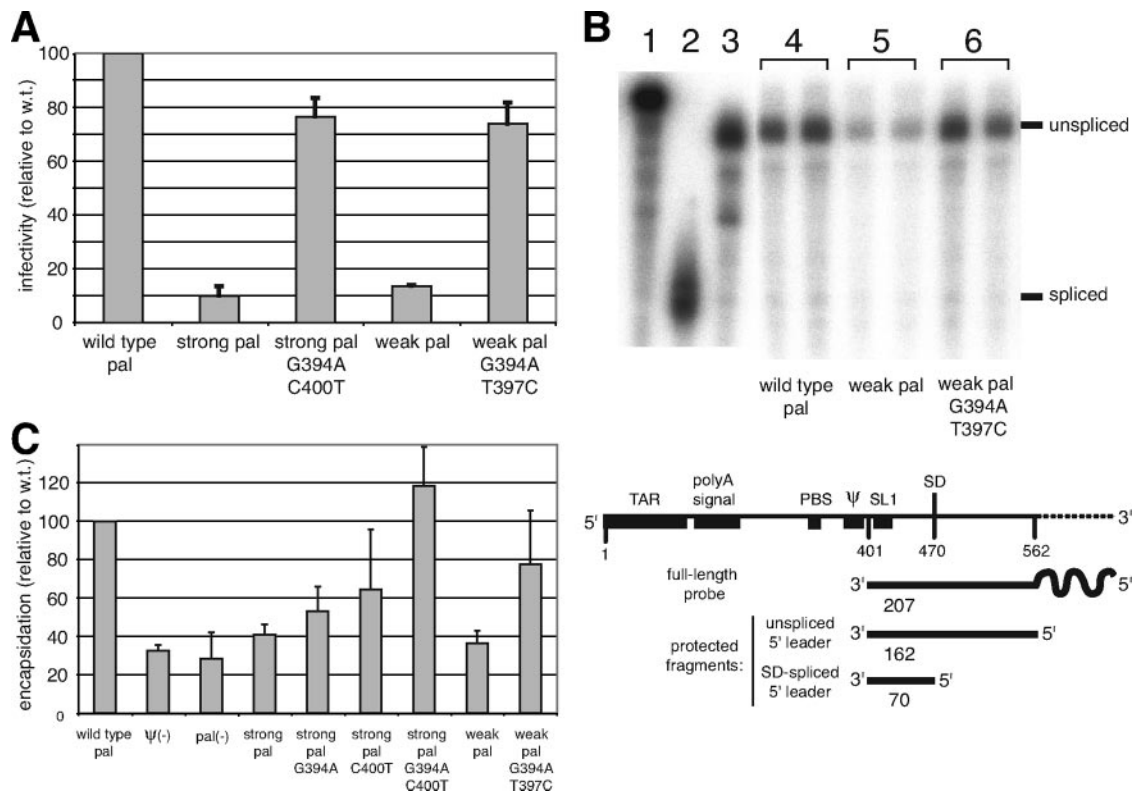 A
infectivity (relative to w.t.)
100
80
60
40
20
0
wild type
pal
strong pal
strong pal
G394A
C400T
weak pal
weak pal
G394A
T397C
B
1 2 3 4 5 6
unspliced
spliced
wild type
pal
weak pal
weak pal
G394A
T397C
C
encapsidation (relative to w.t.)
120
100
80
60
40
20
0
wild type
pal
ψ(-)
pal(-)
strong
pal
strong
pal
G394A
strong
pal
C400T
strong
pal
G394A
C400T
weak
pal
weak
pal
G394A
T397C
TAR
polyA
signal
PBS
ψ
SL1
SD
5' 3'
1 401 470 562
full-length
probe
3' 5'
207
protected
fragments:
unspliced
5' leader
3' 5'
162
SD-spliced
5' leader
3' 5'
70